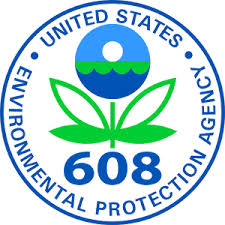 UNITED STATES
• ENVIRONMENTAL PROTECTION AGENCY •
608